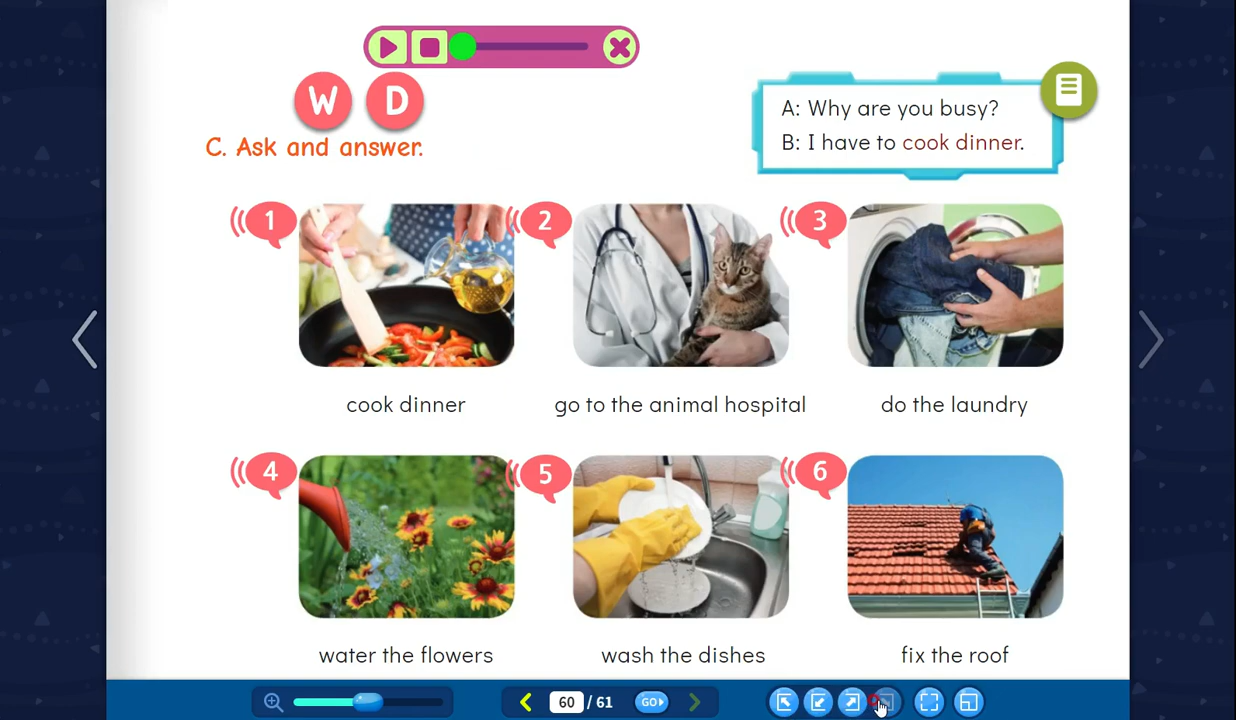 W D
C. Ask and answer.
A: Why are you busy?
B: I have to cook dinner.
1
2
3
cook dinner
go to the animal hospital
do the laundry
4
5
6
water the flowers
wash the dishes
fix the roof
60 / 61 GO